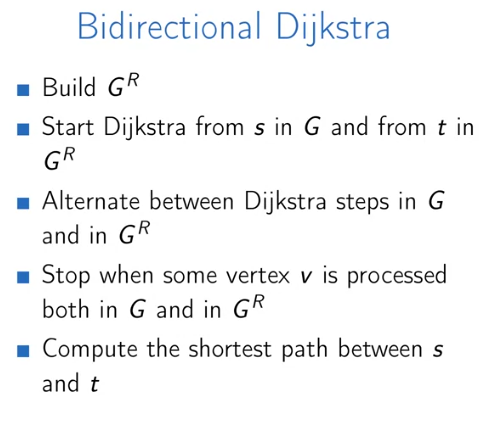 Bidirectional Dijkstra
Build G^R
Start Dijkstra from s in G and from t in
G^R
Alternate between Dijkstra steps in G
and in G^R
Stop when some vertex v is processed
both in G and in G^R
Compute the shortest path between s
and t